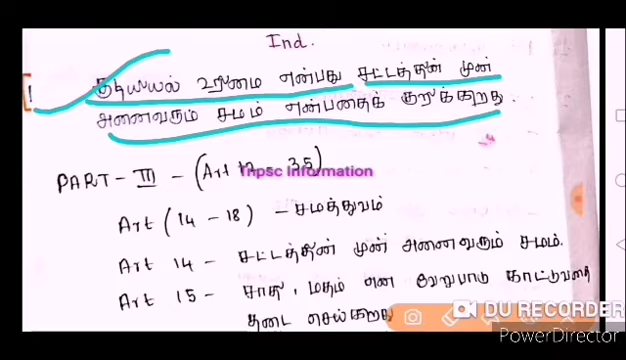 Ind.
1 குடியியல் உரிமை என்பது சட்டத்தின் முன்
அனைவரும் சமம் என்பதைக் குறிக்கிறது.
PART - III - (Art 12 - 35)
Tnpsc Information
Art (14 - 18) - சமத்துவம்
Art 14 - சட்டத்தின் முன் அனைவரும் சமம்.
Art 15 - சாதி, மதம் என வேறுபாடு காட்டுவதை
தடை செய்கிறது
DU RECORDER
PowerDirector